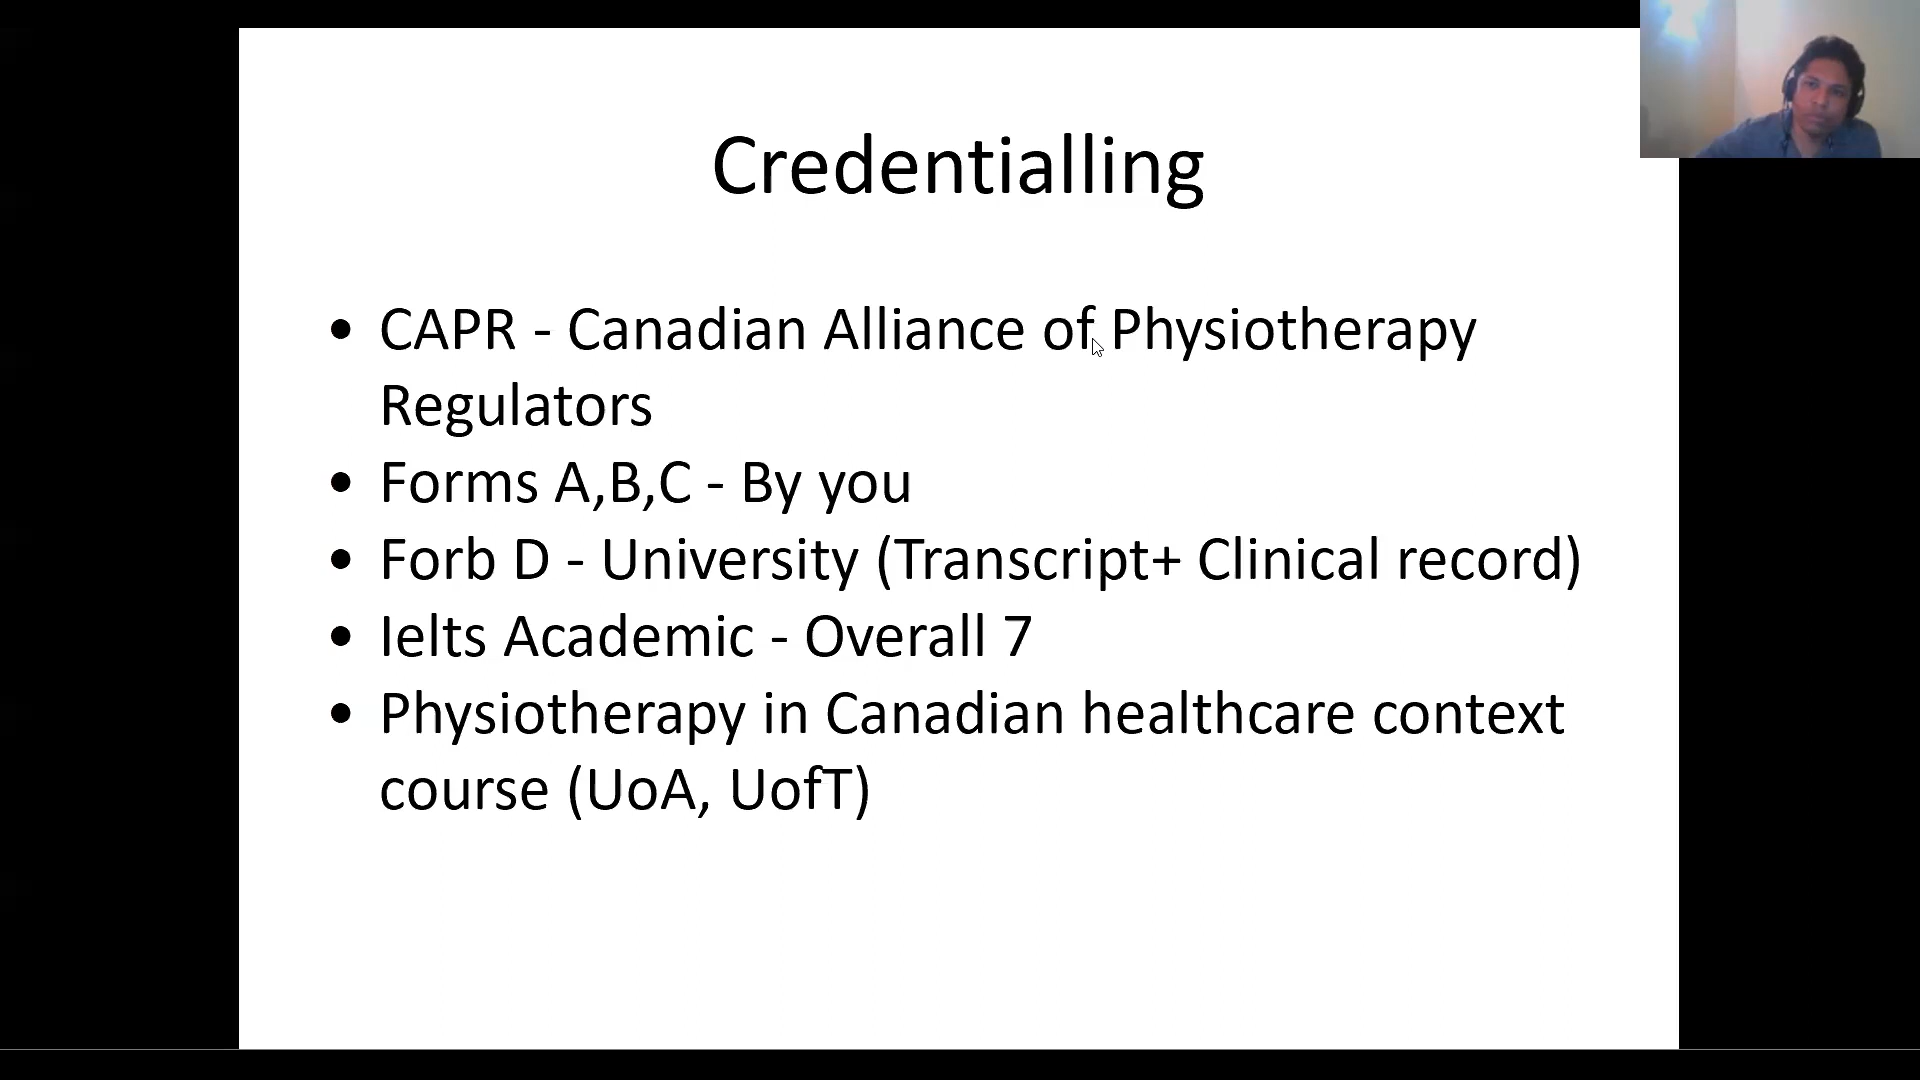 Credentialling
• CAPR - Canadian Alliance of Physiotherapy
Regulators
• Forms A,B,C - By you
• Forb D - University (Transcript+ Clinical record)
• Ielts Academic - Overall 7
• Physiotherapy in Canadian healthcare context
course (UoA, UofT)